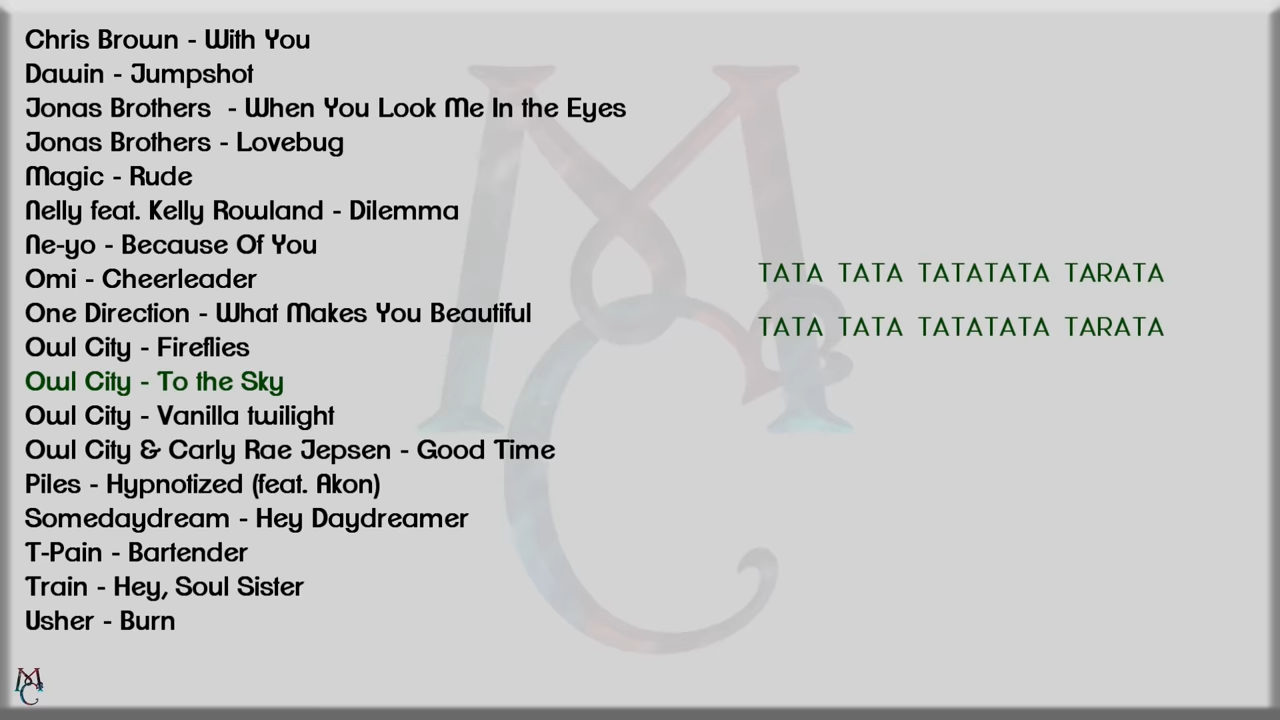 Chris Brown - With You
Dawin - Jumpshot
Jonas Brothers  - When You Look Me In the Eyes
Jonas Brothers - Lovebug
Magic - Rude
Nelly feat. Kelly Rowland - Dilemma
Ne-yo - Because Of You
Omi - Cheerleader
One Direction - What Makes You Beautiful
Owl City - Fireflies
Owl City - To the Sky
Owl City - Vanilla twilight
Owl City & Carly Rae Jepsen - Good Time
Piles - Hypnotized (feat. Akon)
Somedaydream - Hey Daydreamer
T-Pain - Bartender
Train - Hey, Soul Sister
Usher - Burn
TATA TATA TATATATA TARATA
TATA TATA TATATATA TARATA
MC
MC